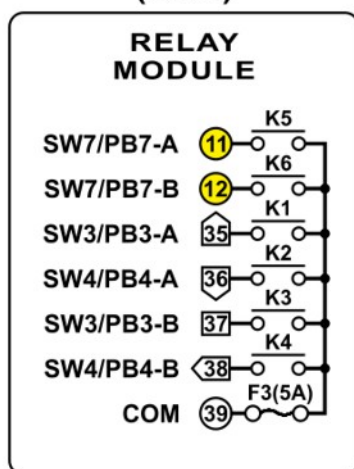 RELAY
MODULE
K5
SW7/PB7-A 11
K6
SW7/PB7-B 12
K1
SW3/PB3-A 35
K2
SW4/PB4-A 36
K3
SW3/PB3-B 37
K4
SW4/PB4-B 38
F3(5A)
COM 39